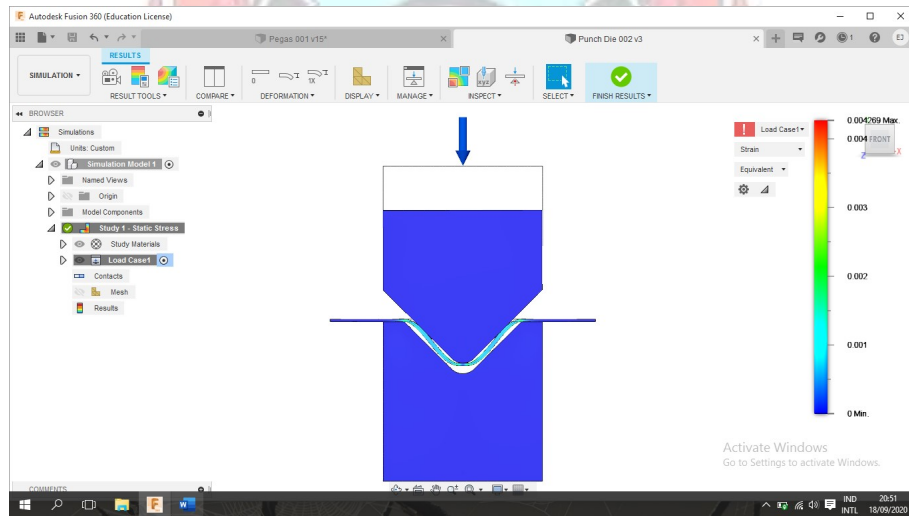 Autodesk Fusion 360 (Education License)
Pegas 001 v15*
Punch Die 002 v3
1
EJ
RESULTS
SIMULATION
RESULT TOOLS
COMPARE
DEFORMATION
DISPLAY
MANAGE
INSPECT
SELECT
FINISH RESULTS
BROWSER
Simulations
Units: Custom
Simulation Model 1
Named Views
Origin
Model Components
Study 1 - Static Stress
Study Materials
Load Case1
Contacts
Mesh
Results
Load Case1
Strain
Equivalent
0.004269 Max.
0.004
FRONT
Z
X
0.003
0.002
0.001
0 Min.
Activate Windows
Go to Settings to activate Windows.
COMMENTS
IND
INTL
20:51
18/09/2020